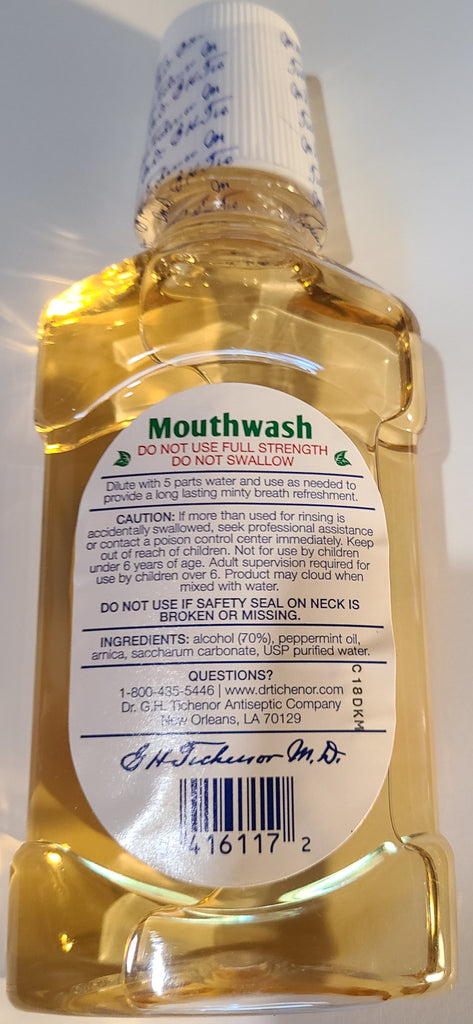 Mouthwash
DO NOT USE FULL STRENGTH
DO NOT SWALLOW
Dilute with 5 parts water and use as needed to
provide a long lasting minty breath refreshment.
CAUTION: If more than used for rinsing is
accidentally swallowed, seek professional assistance
or contact a poison control center immediately. Keep
out of reach of children. Not for use by children
under 6 years of age. Adult supervision required for
use by children over 6. Product may cloud when
mixed with water.
DO NOT USE IF SAFETY SEAL ON NECK IS
BROKEN OR MISSING.
INGREDIENTS: alcohol (70%), peppermint oil,
arnica, saccharum carbonate, USP purified water.
QUESTIONS?
1-800-435-5446 | www.drtichenor.com
Dr. G.H. Tichenor Antiseptic Company
New Orleans, LA 70129
C18DKM
G H Tichenor M.D.
416117 2